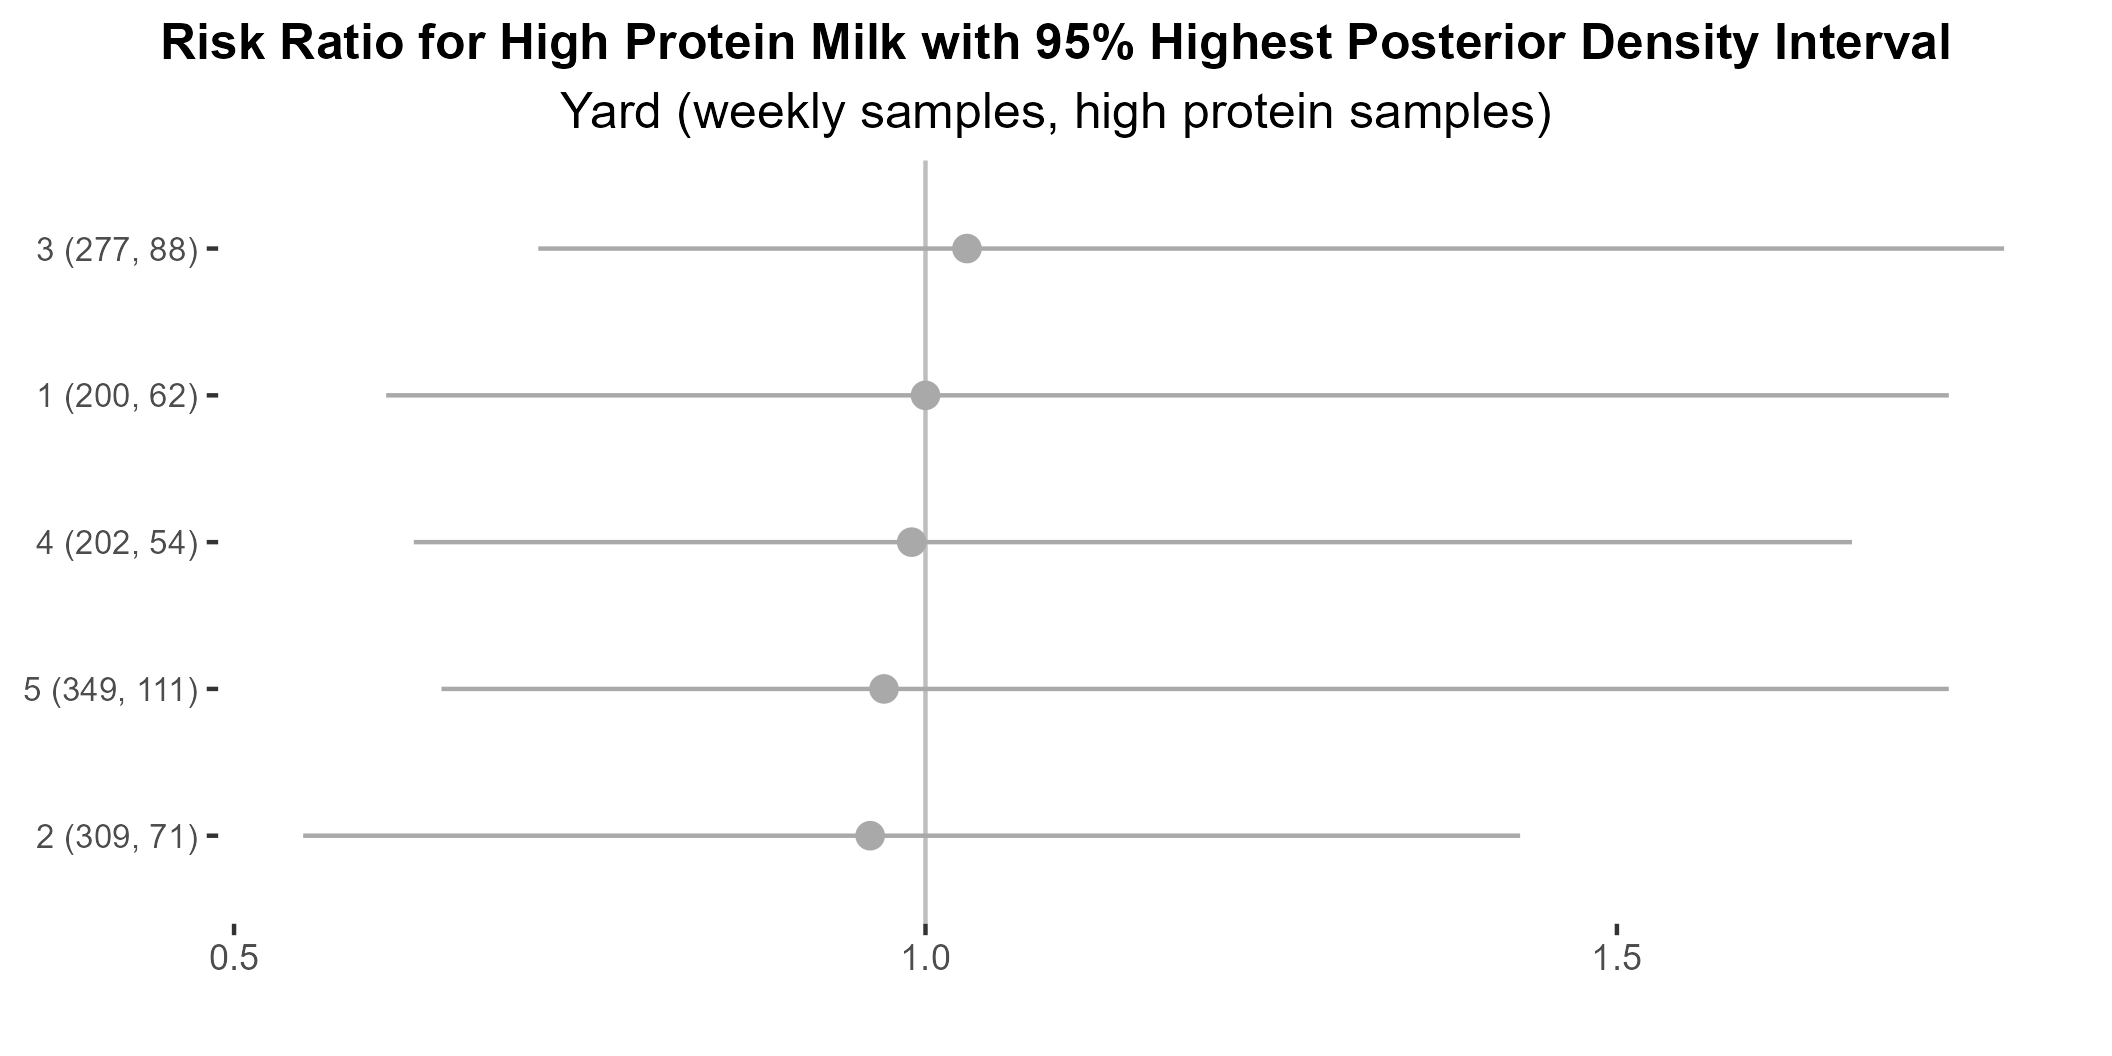 Risk Ratio for High Protein Milk with 95% Highest Posterior Density Interval
Yard (weekly samples, high protein samples)
3 (277, 88)
1 (200, 62)
4 (202, 54)
5 (349, 111)
2 (309, 71)
0.5 1.0 1.5